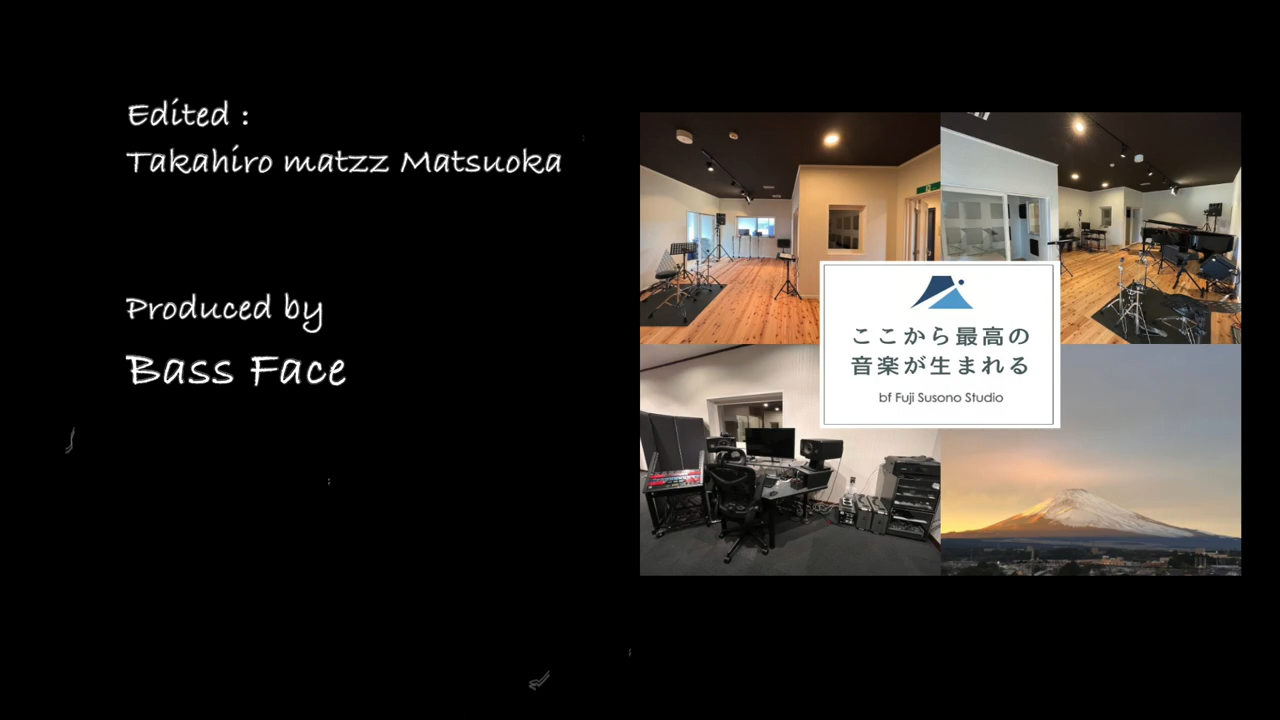 Edited :
Takahiro matzz Matsuoka
Produced by
Bass Face
ここから最高の
音楽が生まれる
bf Fuji Susono Studio